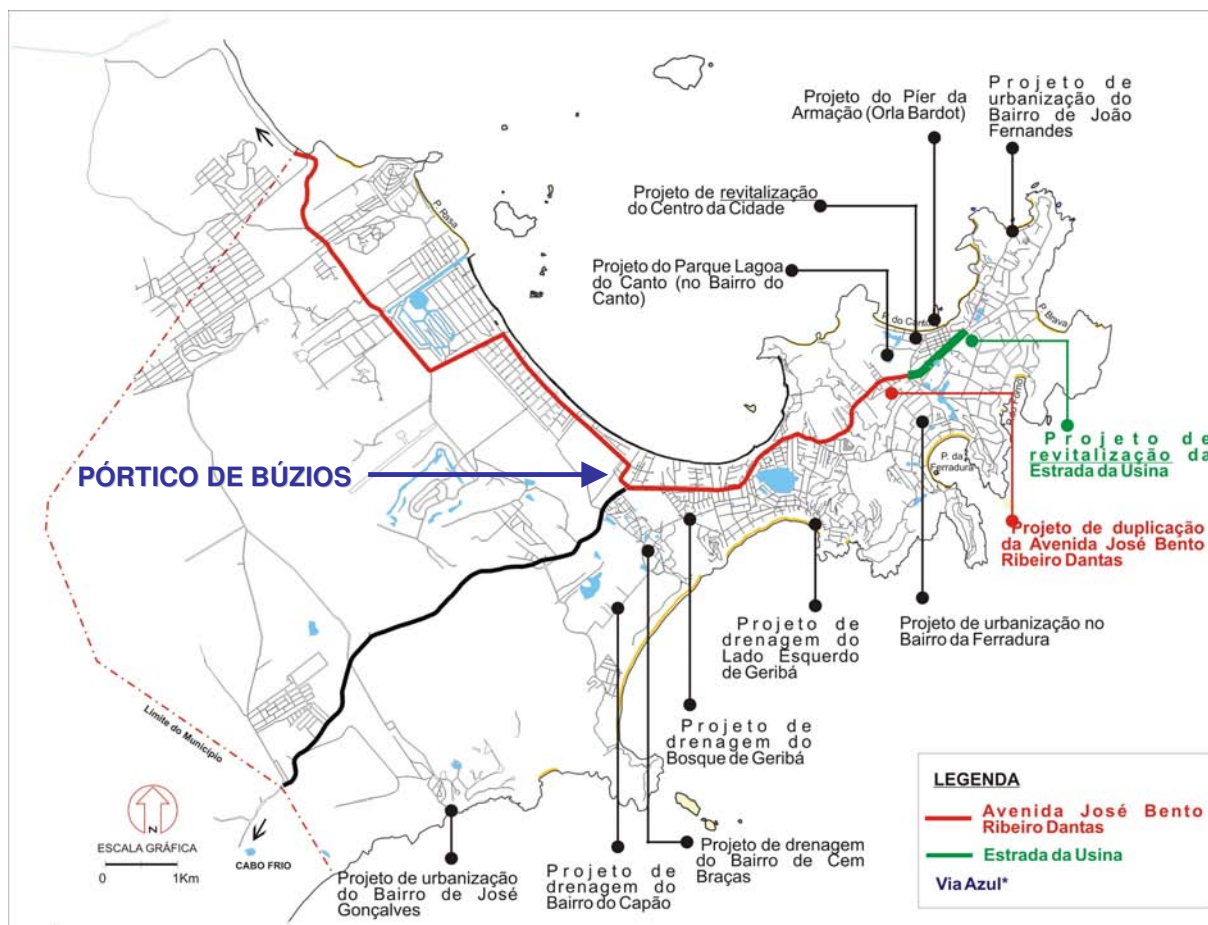 Projeto do Píer da
Armação (Orla Bardot)
Projeto de
urbanização do
Bairro de João
Fernandes
Projeto de revitalização
do Centro da Cidade
Projeto do Parque Lagoa
do Canto (no Bairro do
Canto)
P. Rasa
P. do Canto
P. Brava
P. do Forno
P. da
Ferradura
PÓRTICO DE BÚZIOS
Projeto de
revitalização da
Estrada da Usina
Projeto de duplicação
da Avenida José Bento
Ribeiro Dantas
Projeto de urbanização no
Bairro da Ferradura
Projeto de
drenagem do
Lado Esquerdo
de Geribá
Projeto de
drenagem do
Bosque de Geribá
Projeto de drenagem
do Bairro de Cem
Braças
Projeto de
drenagem do
Bairro do Capão
Projeto de urbanização
do Bairro de José
Gonçalves
Limite do Município
N
ESCALA GRÁFICA
0 1Km
CABO FRIO
LEGENDA
Avenida José Bento
Ribeiro Dantas
Estrada da Usina
Via Azul*